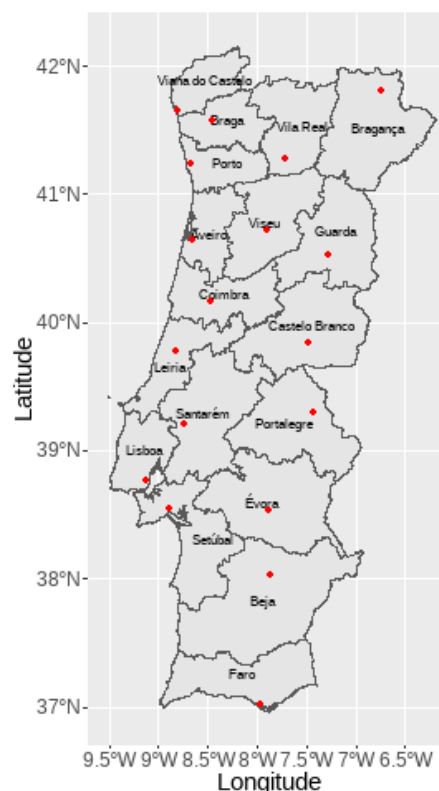 42°N
Viana do Castelo
Braga
Vila Real
Bragança
Porto
41°N
Aveiro
Viseu
Guarda
Coimbra
40°N
Castelo Branco
Leiria
Latitude
Santarém
Portalegre
39°N
Lisboa
Évora
Setúbal
38°N
Beja
Faro
37°N
9.5°W 9°W 8.5°W 8°W 7.5°W 7°W 6.5°W
Longitude